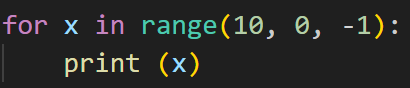 for x in range(10, 0, -1):
    print (x)